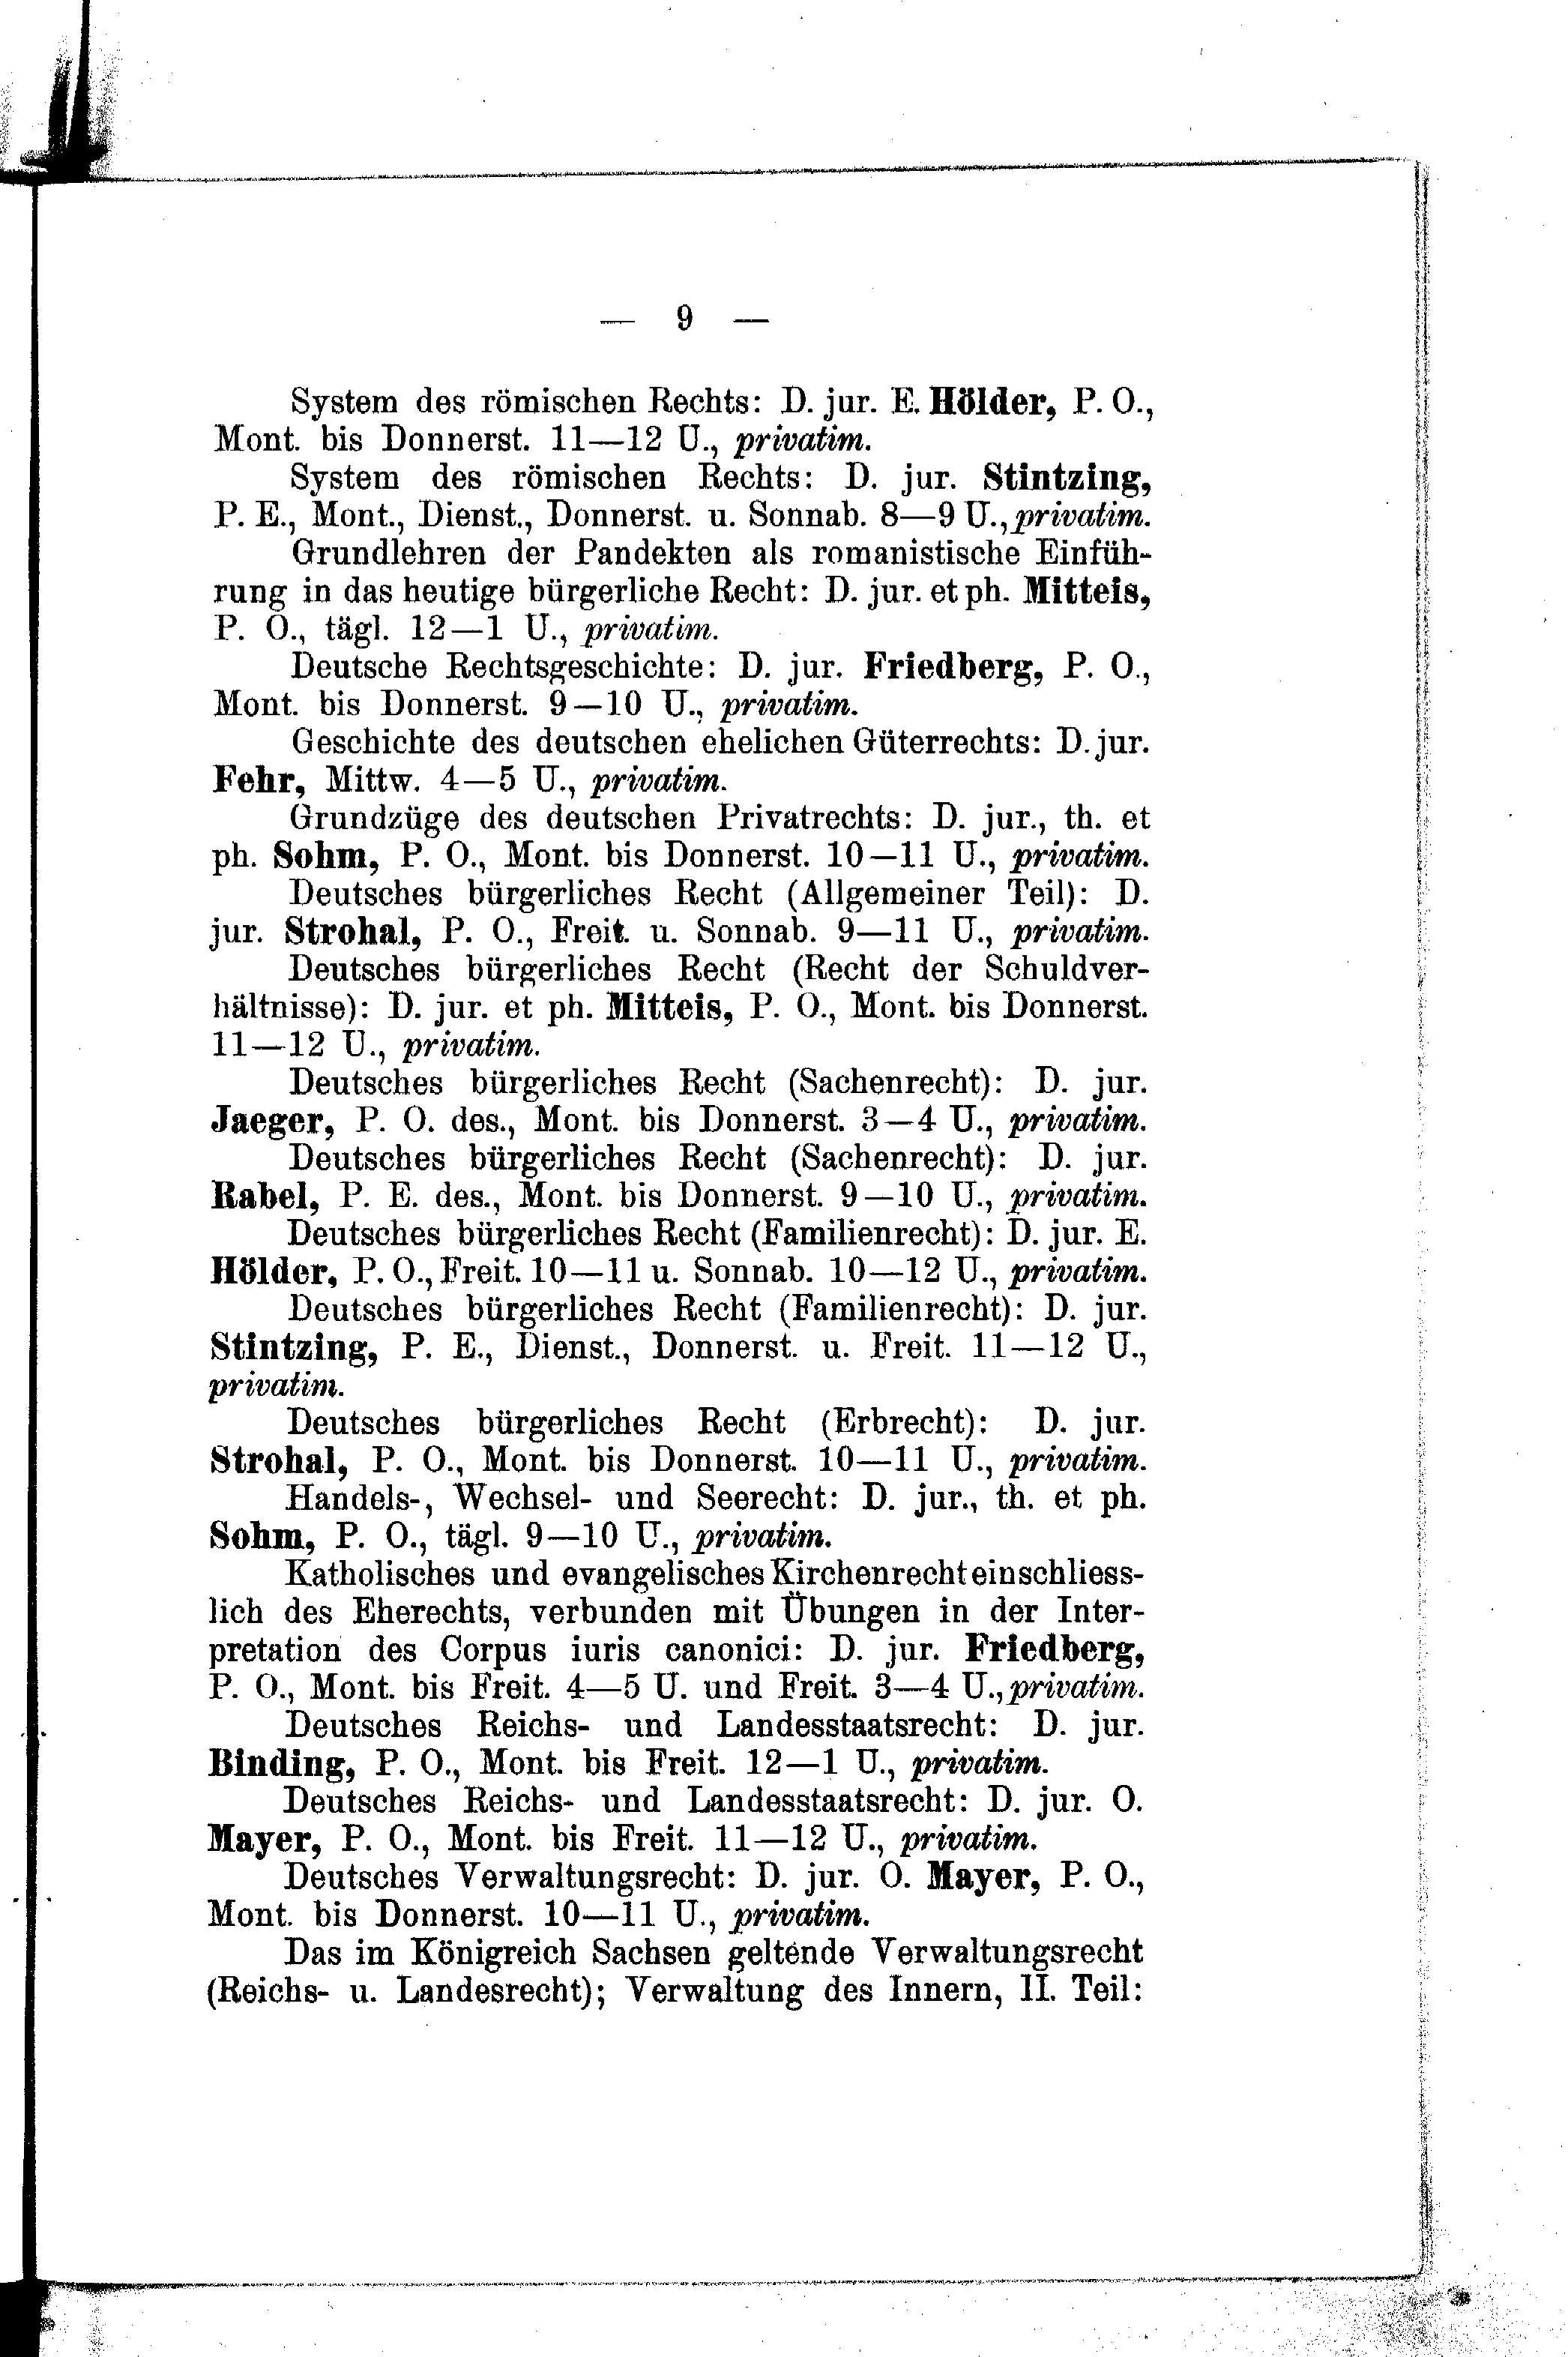 — 9 —
System des römischen Rechts: D. jur. E. Hölder, P. O.,
Mont. bis Donnerst. 11—12 U., privatim.
System des römischen Rechts: D. jur. Stintzing,
P. E., Mont., Dienst., Donnerst. u. Sonnab. 8—9 U., privatim.
Grundlehren der Pandekten als romanistische Einfüh-
rung in das heutige bürgerliche Recht: D. jur. et ph. Mitteis,
P. O., tägl. 12—1 U., privatim.
Deutsche Rechtsgeschichte: D. jur. Friedberg, P. O.,
Mont. bis Donnerst. 9—10 U., privatim.
Geschichte des deutschen ehelichen Güterrechts: D. jur.
Fehr, Mittw. 4—5 U., privatim.
Grundzüge des deutschen Privatrechts: D. jur., th. et
ph. Sohm, P. O., Mont. bis Donnerst. 10—11 U., privatim.
Deutsches bürgerliches Recht (Allgemeiner Teil): D.
jur. Strohal, P. O., Freit. u. Sonnab. 9—11 U., privatim.
Deutsches bürgerliches Recht (Recht der Schuldver-
hältnisse): D. jur. et ph. Mitteis, P. O., Mont. bis Donnerst.
11—12 U., privatim.
Deutsches bürgerliches Recht (Sachenrecht): D. jur.
Jaeger, P. O. des., Mont. bis Donnerst. 3—4 U., privatim.
Deutsches bürgerliches Recht (Sachenrecht): D. jur.
Rabel, P. E. des., Mont. bis Donnerst. 9—10 U., privatim.
Deutsches bürgerliches Recht (Familienrecht): D. jur. E.
Hölder, P. O., Freit. 10—11 u. Sonnab. 10—12 U., privatim.
Deutsches bürgerliches Recht (Familienrecht): D. jur.
Stintzing, P. E., Dienst., Donnerst. u. Freit. 11—12 U.,
privatim.
Deutsches bürgerliches Recht (Erbrecht): D. jur.
Strohal, P. O., Mont. bis Donnerst. 10—11 U., privatim.
Handels-, Wechsel- und Seerecht: D. jur., th. et ph.
Sohm, P. O., tägl. 9—10 U., privatim.
Katholisches und evangelisches Kirchenrecht einschliess-
lich des Eherechts, verbunden mit Übungen in der Inter-
pretation des Corpus iuris canonici: D. jur. Friedberg,
P. O., Mont. bis Freit. 4—5 U. und Freit. 3—4 U., privatim.
Deutsches Reichs- und Landesstaatsrecht: D. jur.
Binding, P. O., Mont. bis Freit. 12—1 U., privatim.
Deutsches Reichs- und Landesstaatsrecht: D. jur. O.
Mayer, P. O., Mont. bis Freit. 11—12 U., privatim.
Deutsches Verwaltungsrecht: D. jur. O. Mayer, P. O.,
Mont. bis Donnerst. 10—11 U., privatim.
Das im Königreich Sachsen geltende Verwaltungsrecht
(Reichs- u. Landesrecht); Verwaltung des Innern, II. Teil: